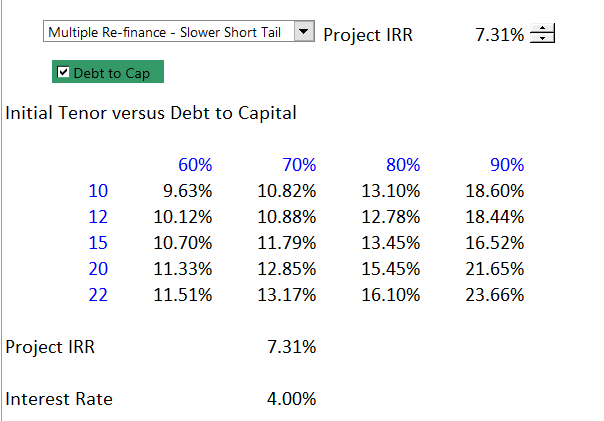 Multiple Re-finance - Slower Short Tail Project IRR 7.31%
Debt to Cap
Initial Tenor versus Debt to Capital
60% 70% 80% 90%
10 9.63% 10.82% 13.10% 18.60%
12 10.12% 10.88% 12.78% 18.44%
15 10.70% 11.79% 13.45% 16.52%
20 11.33% 12.85% 15.45% 21.65%
22 11.51% 13.17% 16.10% 23.66%
Project IRR 7.31%
Interest Rate 4.00%